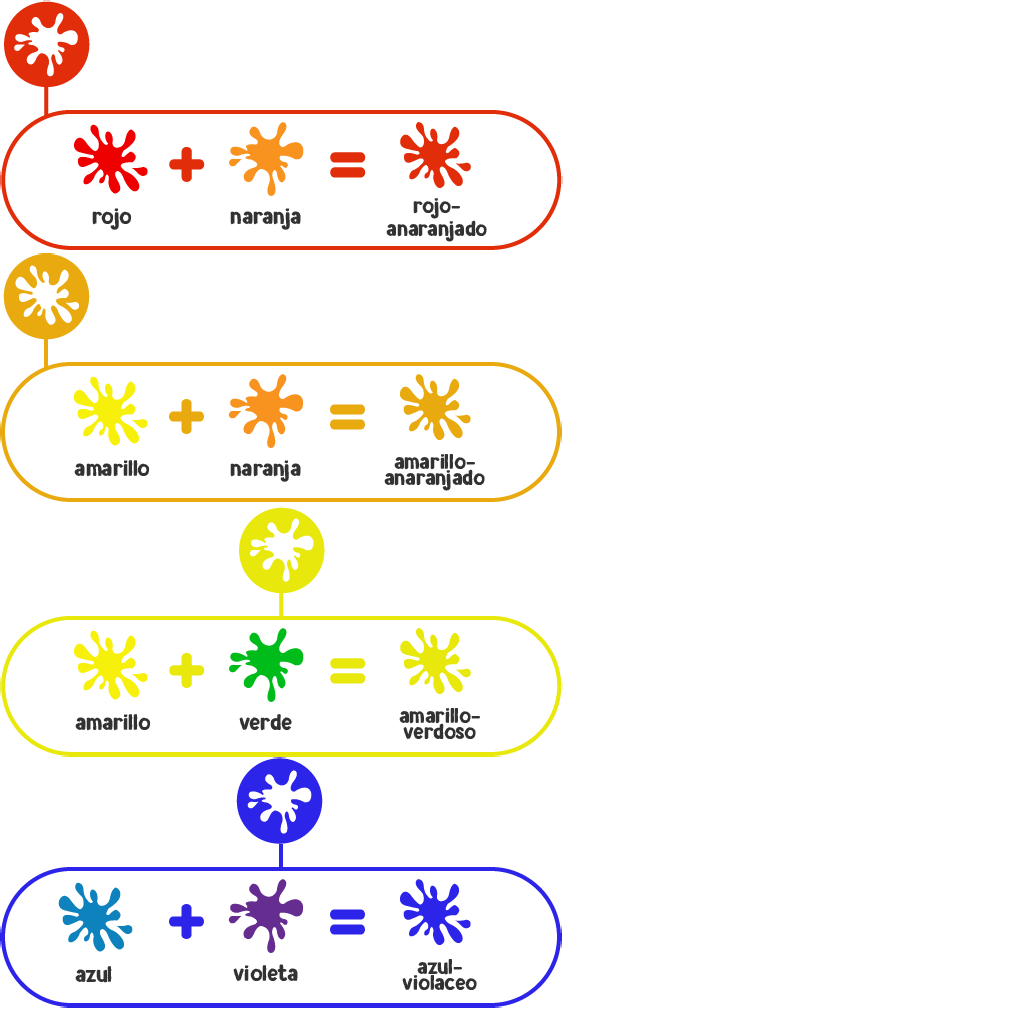 rojo + naranja = rojo-
anaranjado
amarillo + naranja = amarillo-
anaranjado
amarillo + verde = amarillo-
verdoso
azul + violeta = azul-
violaceo